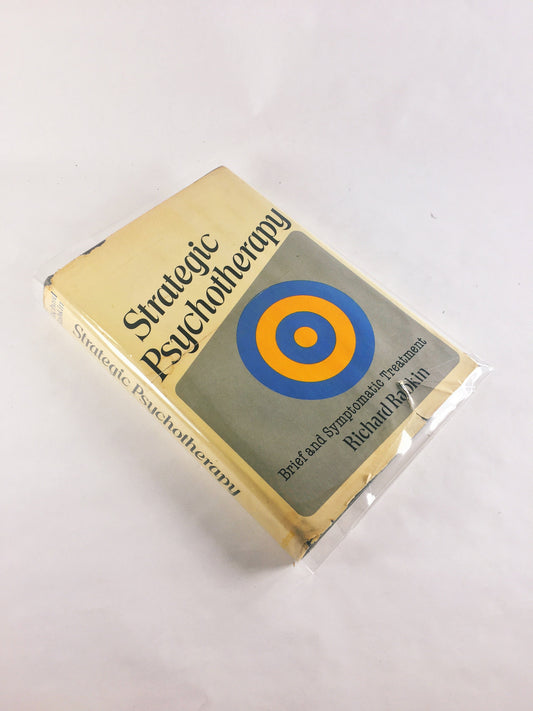 Strategic
Psychotherapy
Brief and Symptomatic Treatment
Richard Rabkin
Strategic Psychotherapy